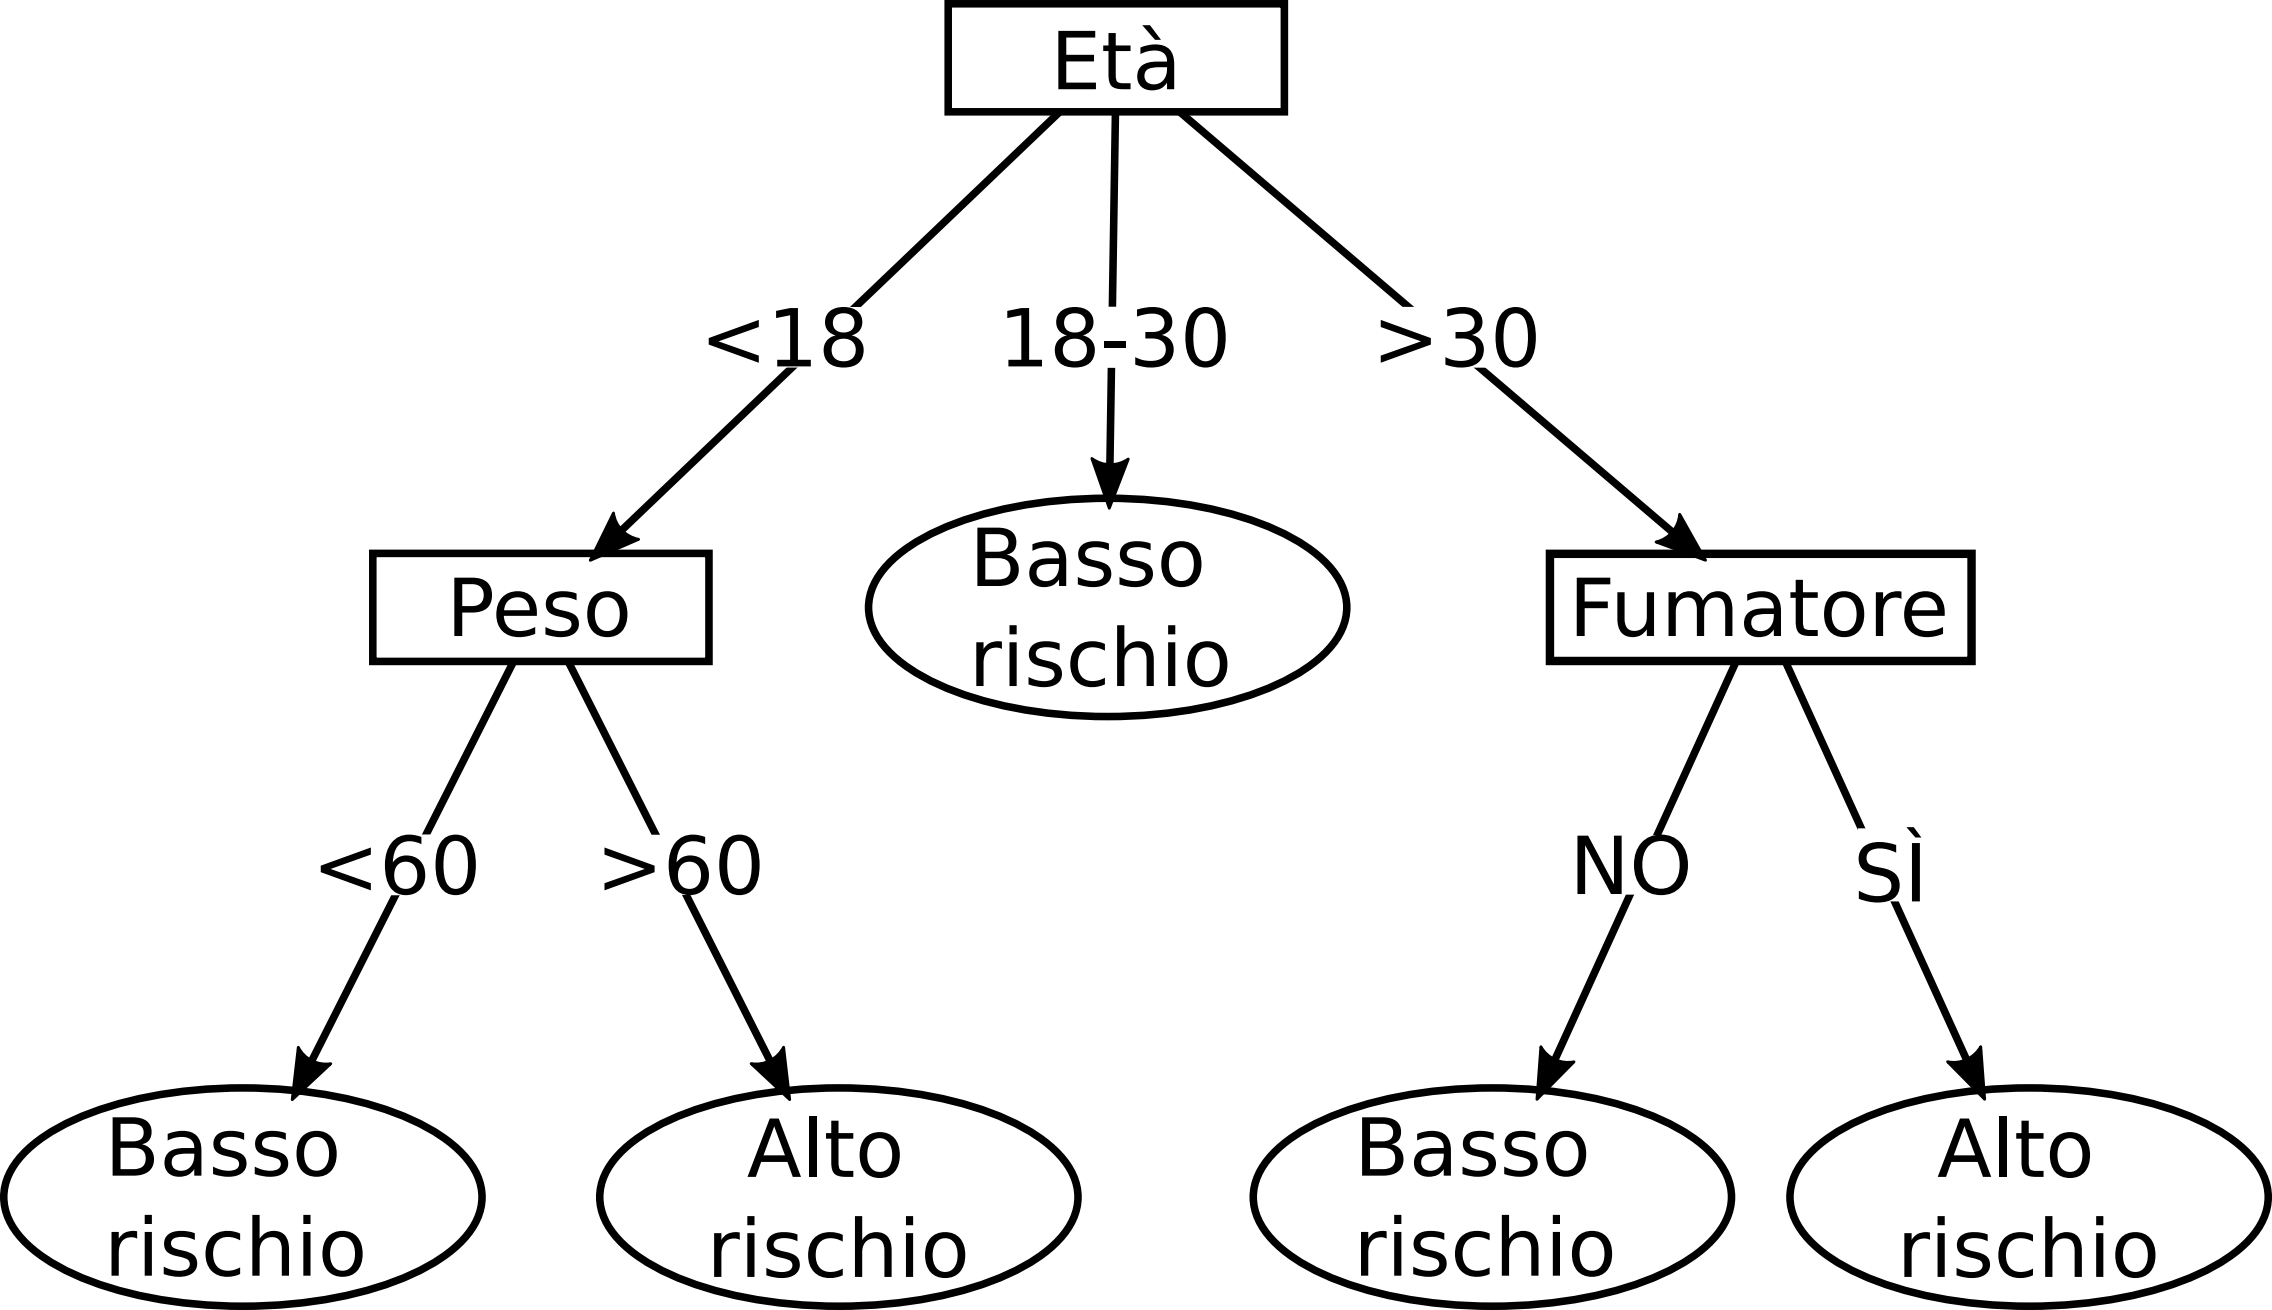 Età
<18
18-30
>30
Peso
Basso
rischio
Fumatore
<60
>60
NO
SÌ
Basso
rischio
Alto
rischio
Basso
rischio
Alto
rischio